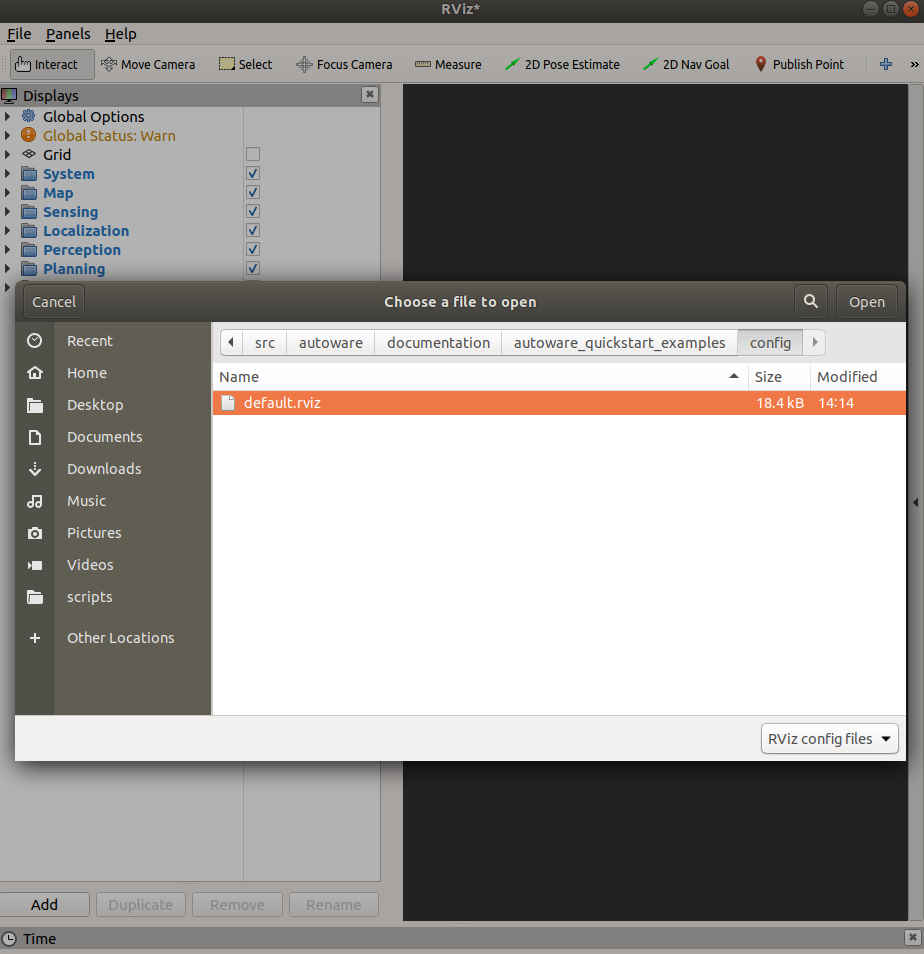 RViz*
File Panels Help
Interact Move Camera Select Focus Camera Measure 2D Pose Estimate 2D Nav Goal Publish Point »
Displays
Global Options
Global Status: Warn
Grid
System
Map
Sensing
Localization
Perception
Planning
Cancel Choose a file to open Open
Recent
Home
Desktop
Documents
Downloads
Music
Pictures
Videos
scripts
Other Locations
src autoware documentation autoware_quickstart_examples config
Name Size Modified
default.rviz 18.4 kB 14:14
RViz config files
Add Duplicate Remove Rename
Time